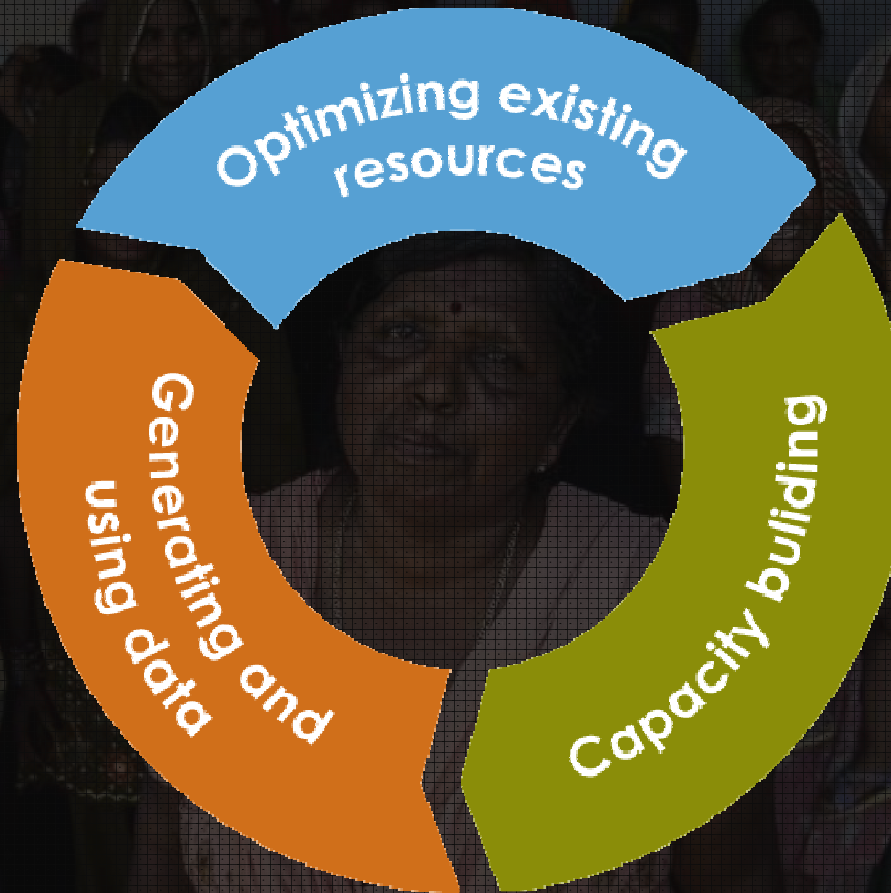 Optimizing existing
resources
Capacity buliding
Generating and
using data